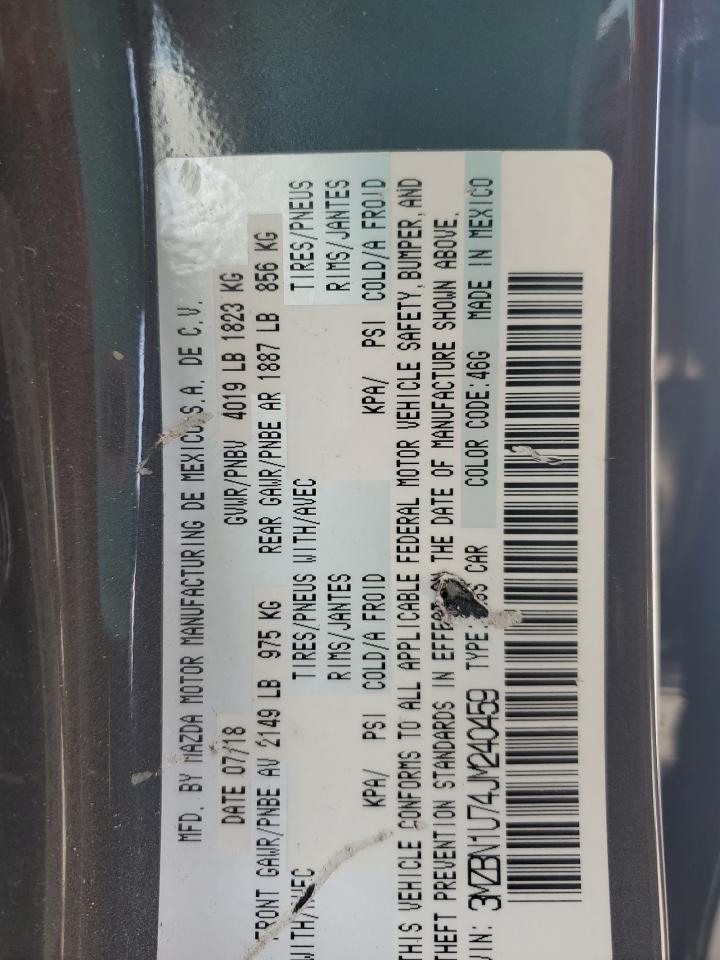 MFD. BY MAZDA MOTOR MANUFACTURING DE MEXICO S.A. DE C.V.
DATE 07/18 GVWR/PNBV 4019 LB 1823 KG
FRONT GAWR/PNBE AV 2149 LB 975 KG REAR GAWR/PNBE AR 1887 LB 856 KG
WITH/AVEC TIRES/PNEUS WITH/AVEC TIRES/PNEUS
RIMS/JANTES RIMS/JANTES
KPA/ PSI COLD/A FROID KPA/ PSI COLD/A FROID
THIS VEHICLE CONFORMS TO ALL APPLICABLE FEDERAL MOTOR VEHICLE SAFETY, BUMPER, AND
THEFT PREVENTION STANDARDS IN THE DATE OF MANUFACTURE SHOWN ABOVE.
VIN: 3MZBN1U74JM240459 TYPE: CAR COLOR CODE:46G MADE IN MEXICO